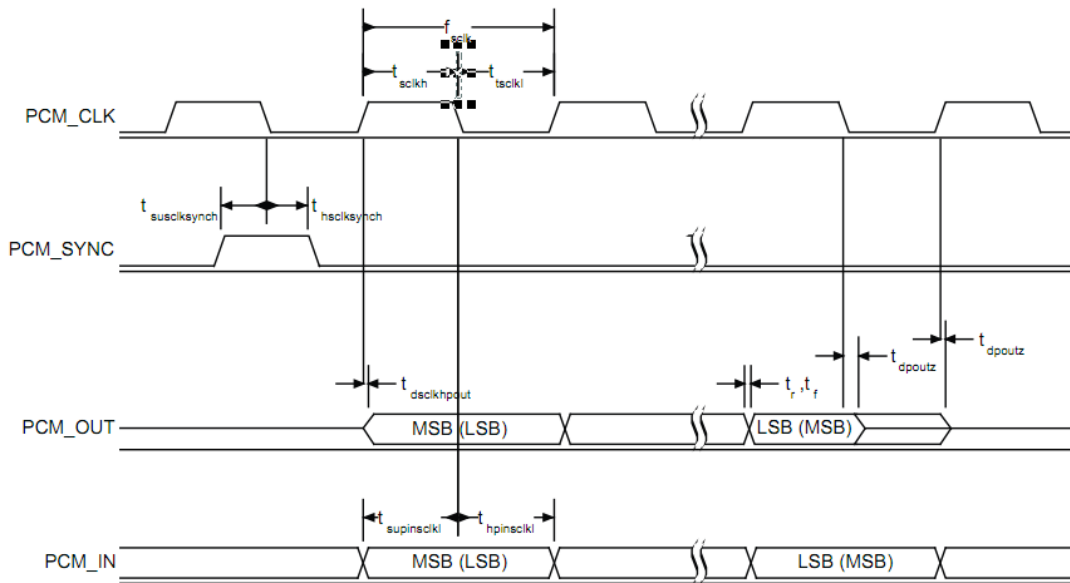 f sclk
t sclkh t tsclkl
PCM_CLK
t susclksynch t hsclksynch
PCM_SYNC
t dpoutz
t dpoutz
t dsclkhpout t r ,t f
PCM_OUT MSB (LSB) LSB (MSB)
t supinsclkl t hpinsclkl
PCM_IN MSB (LSB) LSB (MSB)